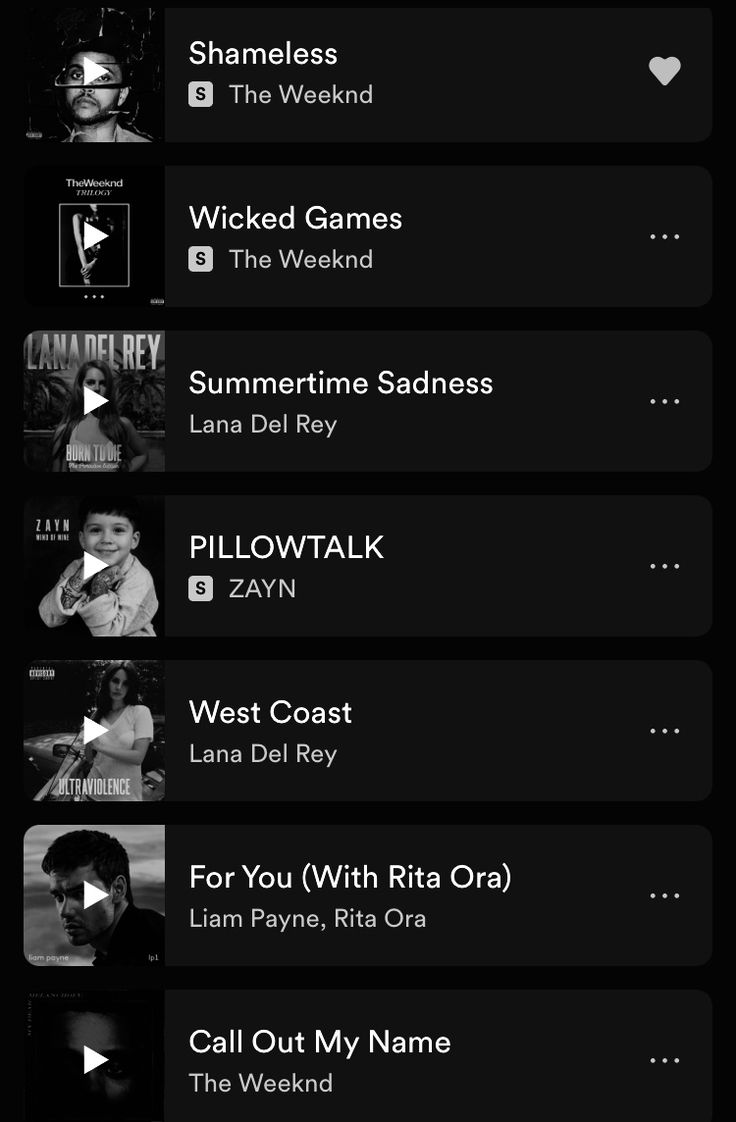 Shameless
S The Weeknd
TheWeeknd
TRILOGY
Wicked Games
S The Weeknd
LANA DEL REY
BORN TO DIE
The Paradise Edition
Summertime Sadness
Lana Del Rey
ZAYN
MIND OF MINE
PILLOWTALK
S ZAYN
ADVISORY
ULTRAVIOLENCE
West Coast
Lana Del Rey
For You (With Rita Ora)
Liam Payne, Rita Ora
liam payne
lp1
Call Out My Name
The Weeknd